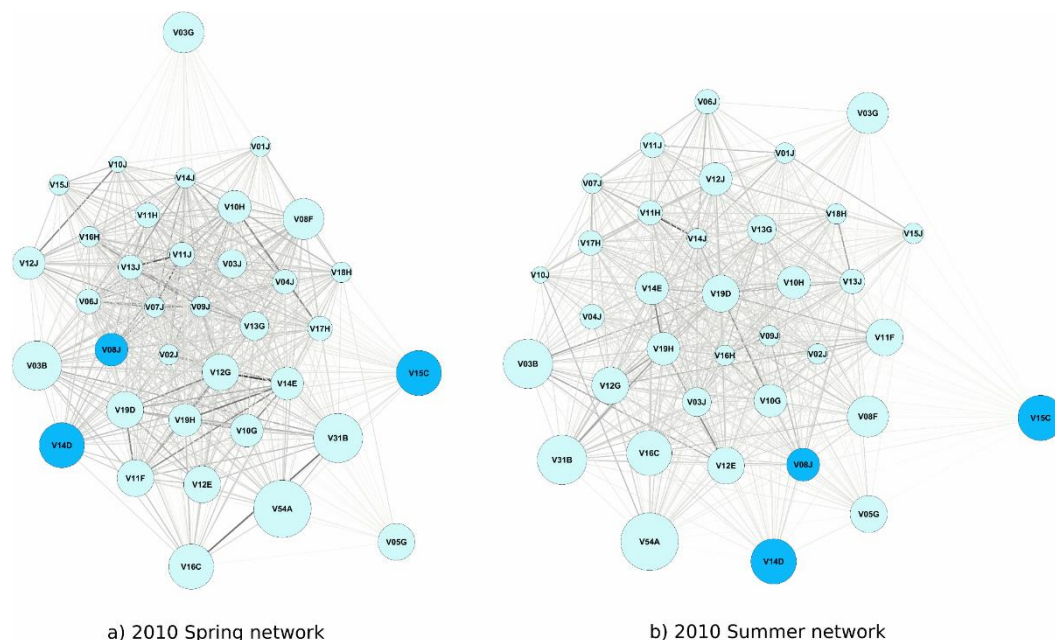 V03G
V01J
V10J
V14J
V15J
V11H
V10H
V08F
V16H
V11J
V12J
V13J
V03J
V18H
V04J
V06J
V07J
V09J
V17H
V13G
V08J
V02J
V03B
V12G
V15C
V14E
V19D
V19H
V10G
V31B
V14D
V11F
V12E
V54A
V05G
V16C
a) 2010 Spring network
V06J
V03G
V11J
V01J
V07J
V12J
V11H
V18H
V17H
V14J
V13G
V15J
V10J
V14E
V19D
V10H
V13J
V04J
V09J
V11F
V19H
V16H
V02J
V03B
V12G
V03J
V10G
V08F
V15C
V31B
V16C
V12E
V08J
V05G
V54A
V14D
b) 2010 Summer network